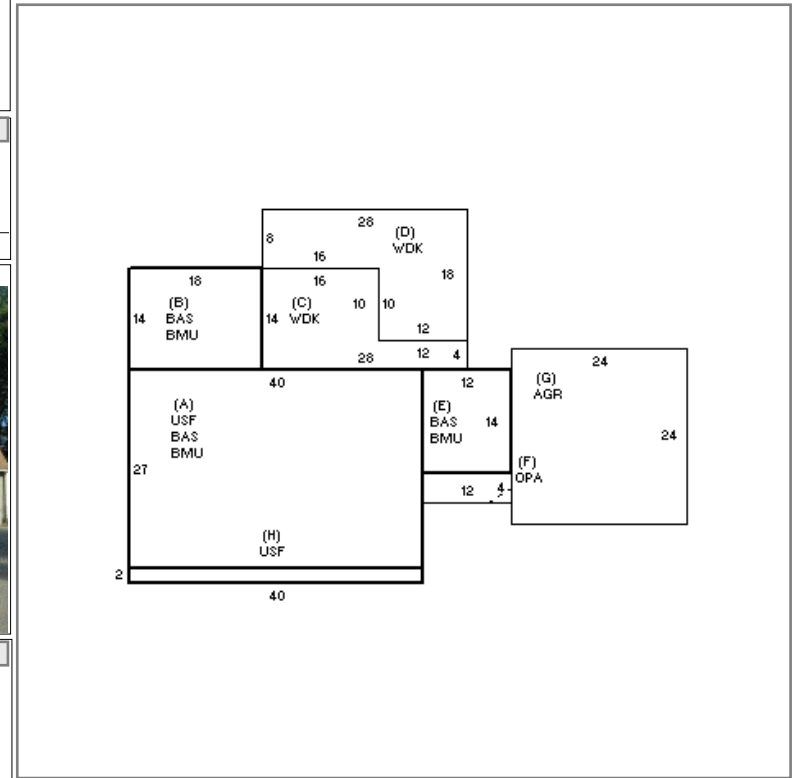 28
(D)
WDK
8
16
18
18
16
(B)
BAS
BMU
14
(C)
WDK
14
10
10
12
28
12
4
40
12
24
(G)
AGR
(A)
USF
BAS
BMU
(E)
BAS
BMU
14
24
27
(F)
OPA
12
4
(H)
USF
2
40